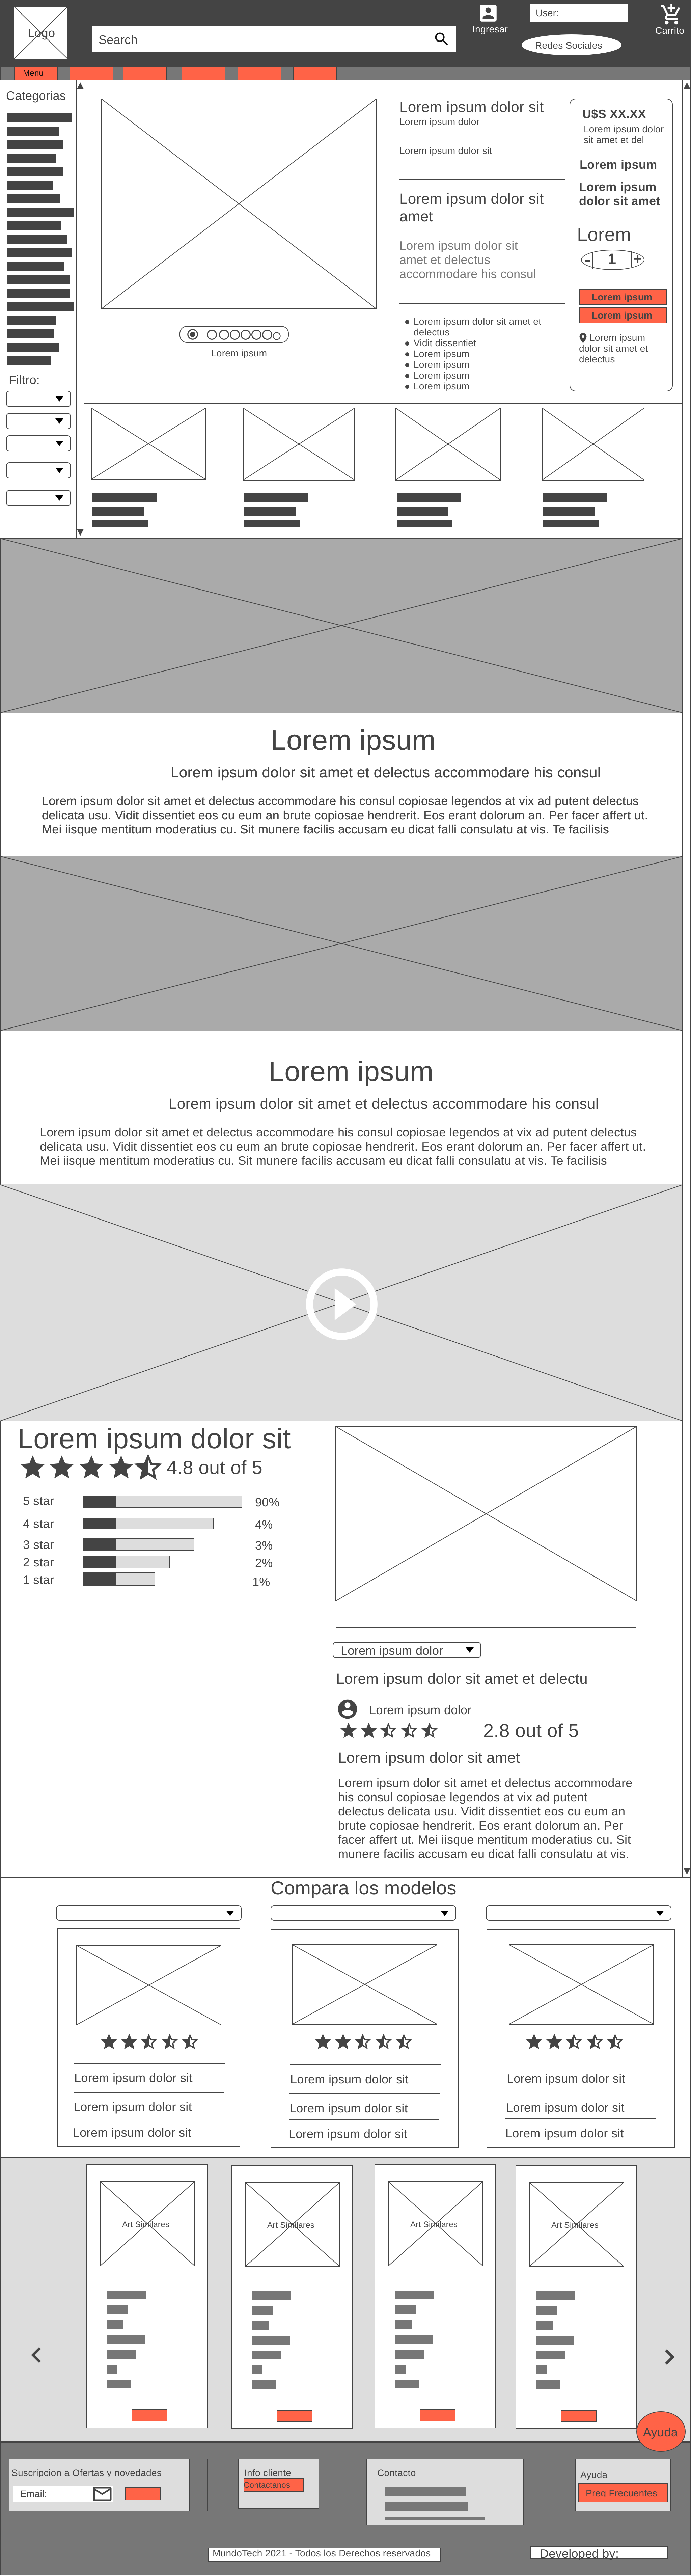 Logo
Search
Ingresar
User:
Redes Sociales
Carrito
Menu
Categorias
Filtro:
Lorem ipsum
Lorem ipsum dolor sit
Lorem ipsum dolor
Lorem ipsum dolor sit
Lorem ipsum dolor sit
amet
Lorem ipsum dolor sit
amet et delectus
accommodare his consul
Lorem ipsum dolor sit amet et
delectus
Vidit dissentiet
Lorem ipsum
Lorem ipsum
Lorem ipsum
Lorem ipsum
U$S XX.XX
Lorem ipsum dolor
sit amet et del
Lorem ipsum
Lorem ipsum
dolor sit amet
Lorem
- 1 +
Lorem ipsum
Lorem ipsum
Lorem ipsum
dolor sit amet et
delectus
Lorem ipsum
Lorem ipsum dolor sit amet et delectus accommodare his consul
Lorem ipsum dolor sit amet et delectus accommodare his consul copiosae legendos at vix ad putent delectus
delicata usu. Vidit dissentiet eos cu eum an brute copiosae hendrerit. Eos erant dolorum an. Per facer affert ut.
Mei iisque mentitum moderatius cu. Sit munere facilis accusam eu dicat falli consulatu at vis. Te facilisis
Lorem ipsum
Lorem ipsum dolor sit amet et delectus accommodare his consul
Lorem ipsum dolor sit amet et delectus accommodare his consul copiosae legendos at vix ad putent delectus
delicata usu. Vidit dissentiet eos cu eum an brute copiosae hendrerit. Eos erant dolorum an. Per facer affert ut.
Mei iisque mentitum moderatius cu. Sit munere facilis accusam eu dicat falli consulatu at vis. Te facilisis
Lorem ipsum dolor sit
4.8 out of 5
5 star 90%
4 star 4%
3 star 3%
2 star 2%
1 star 1%
Lorem ipsum dolor
Lorem ipsum dolor sit amet et delectu
Lorem ipsum dolor
2.8 out of 5
Lorem ipsum dolor sit amet
Lorem ipsum dolor sit amet et delectus accommodare
his consul copiosae legendos at vix ad putent
delectus delicata usu. Vidit dissentiet eos cu eum an
brute copiosae hendrerit. Eos erant dolorum an. Per
facer affert ut. Mei iisque mentitum moderatius cu. Sit
munere facilis accusam eu dicat falli consulatu at vis.
Compara los modelos
Lorem ipsum dolor sit
Lorem ipsum dolor sit
Lorem ipsum dolor sit
Lorem ipsum dolor sit
Lorem ipsum dolor sit
Lorem ipsum dolor sit
Lorem ipsum dolor sit
Lorem ipsum dolor sit
Lorem ipsum dolor sit
Art Similares
Art Similares
Art Similares
Art Similares
Ayuda
Suscripcion a Ofertas y novedades
Email:
Info cliente
Contactanos
Contacto
Ayuda
Preg Frecuentes
MundoTech 2021 - Todos los Derechos reservados
Developed by: